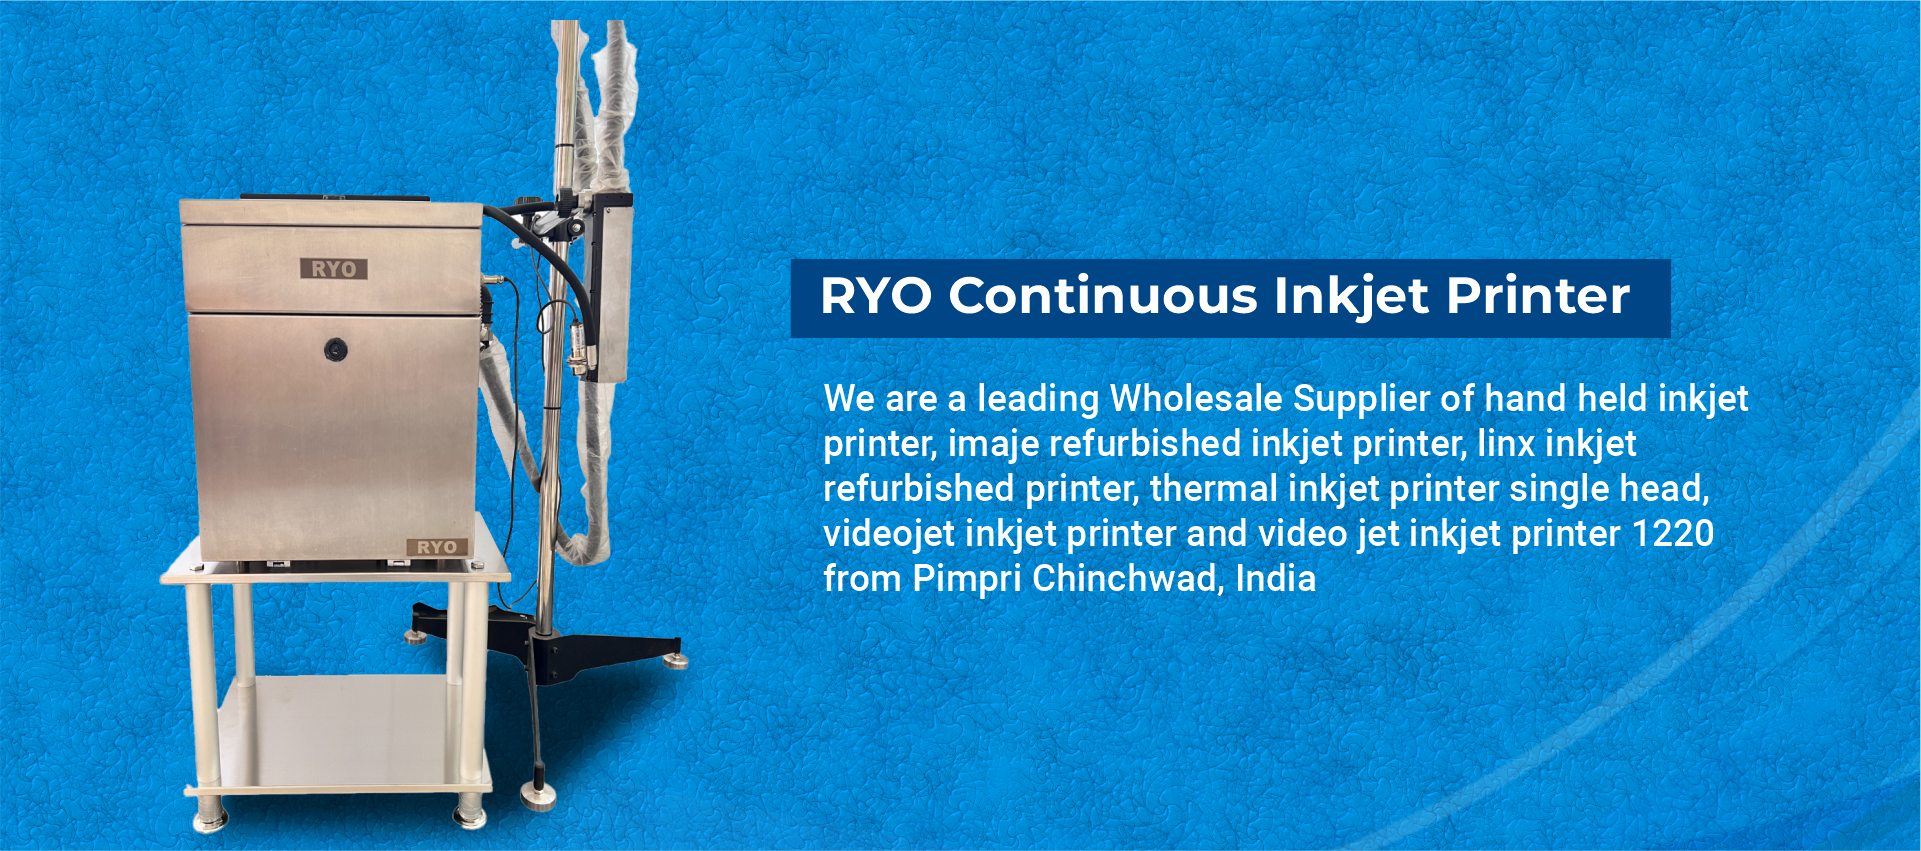 RYO
RYO
RYO Continuous Inkjet Printer
We are a leading Wholesale Supplier of hand held inkjet
printer, imaje refurbished inkjet printer, linx inkjet
refurbished printer, thermal inkjet printer single head,
videojet inkjet printer and video jet inkjet printer 1220
from Pimpri Chinchwad, India